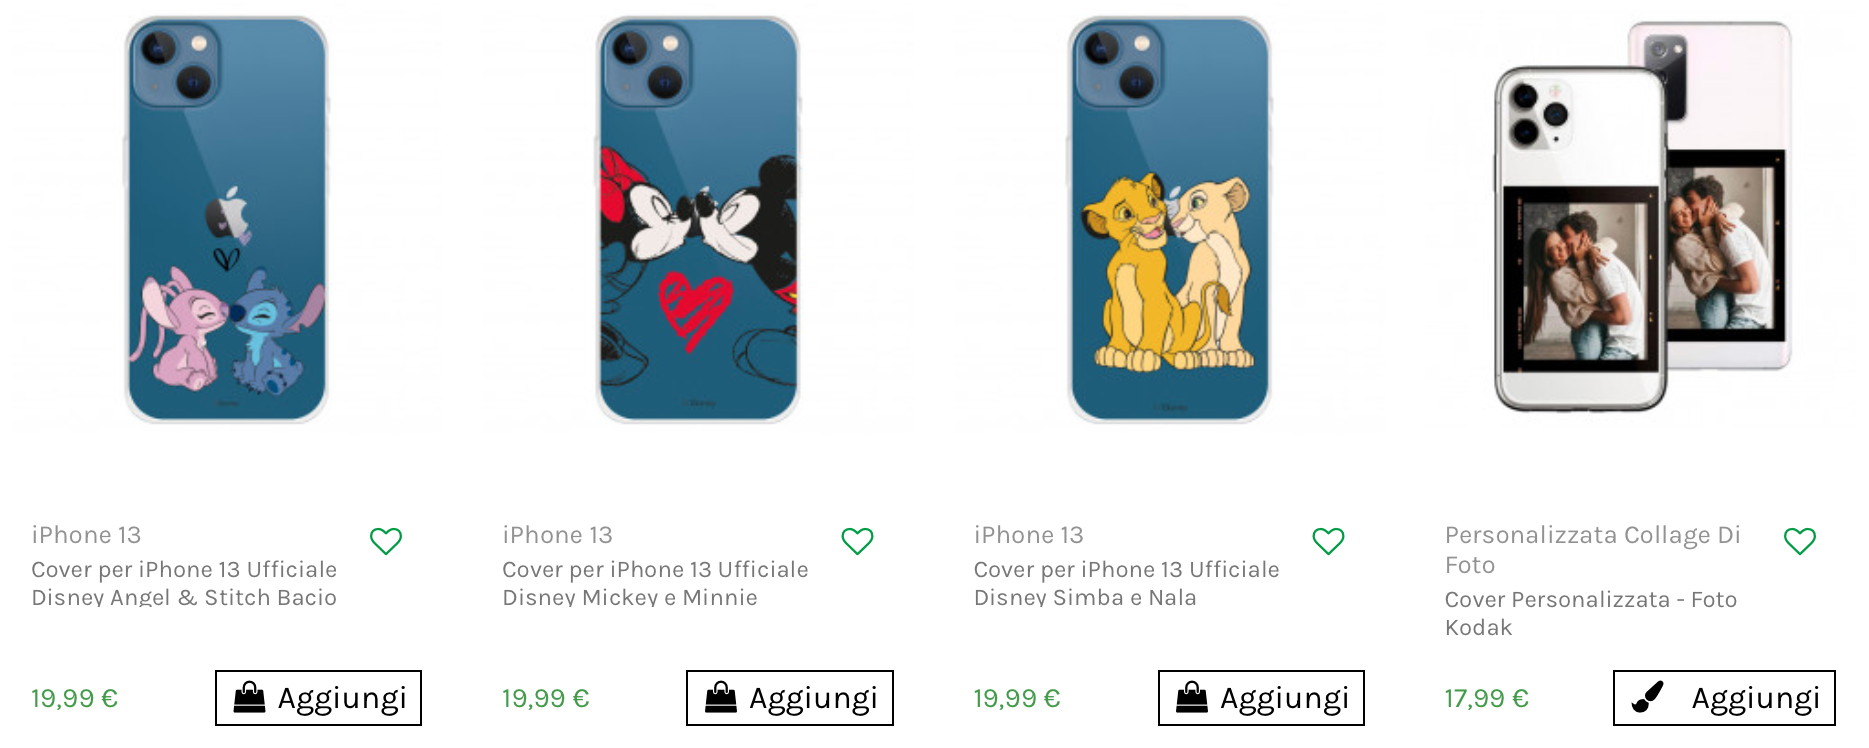 iPhone 13
Cover per iPhone 13 Ufficiale
Disney Angel & Stitch Bacio
19,99 €
Aggiungi
iPhone 13
Cover per iPhone 13 Ufficiale
Disney Mickey e Minnie
19,99 €
Aggiungi
iPhone 13
Cover per iPhone 13 Ufficiale
Disney Simba e Nala
19,99 €
Aggiungi
Personalizzata Collage Di
Foto
Cover Personalizzata - Foto
Kodak
17,99 €
Aggiungi